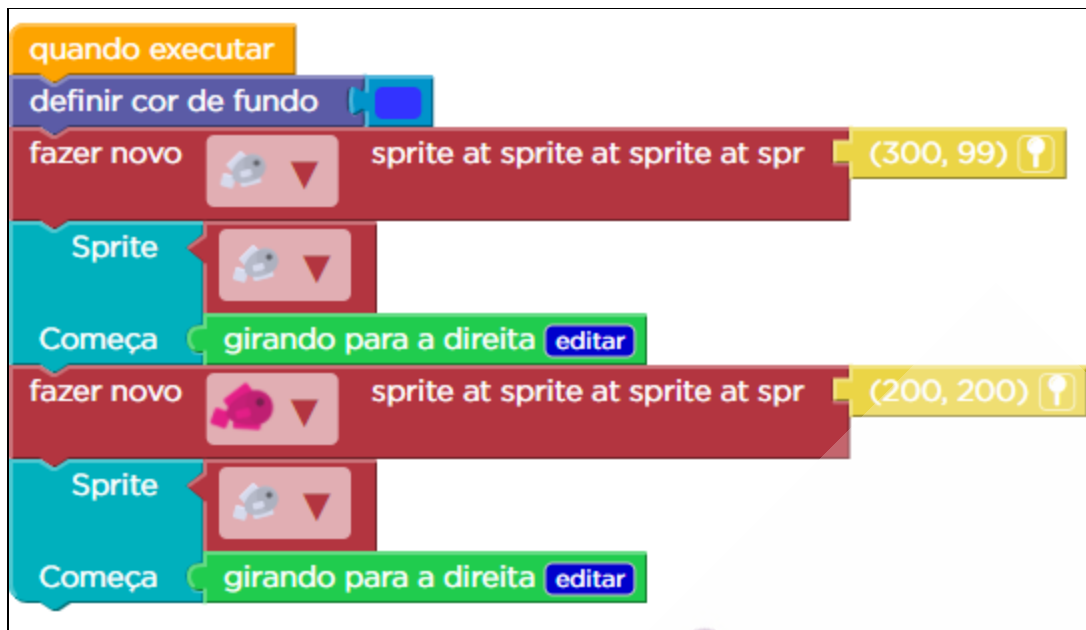 quando executar
definir cor de fundo
fazer novo sprite at sprite at sprite at spr (300, 99)
Sprite
Começa girando para a direita editar
fazer novo sprite at sprite at sprite at spr (200, 200)
Sprite
Começa girando para a direita editar